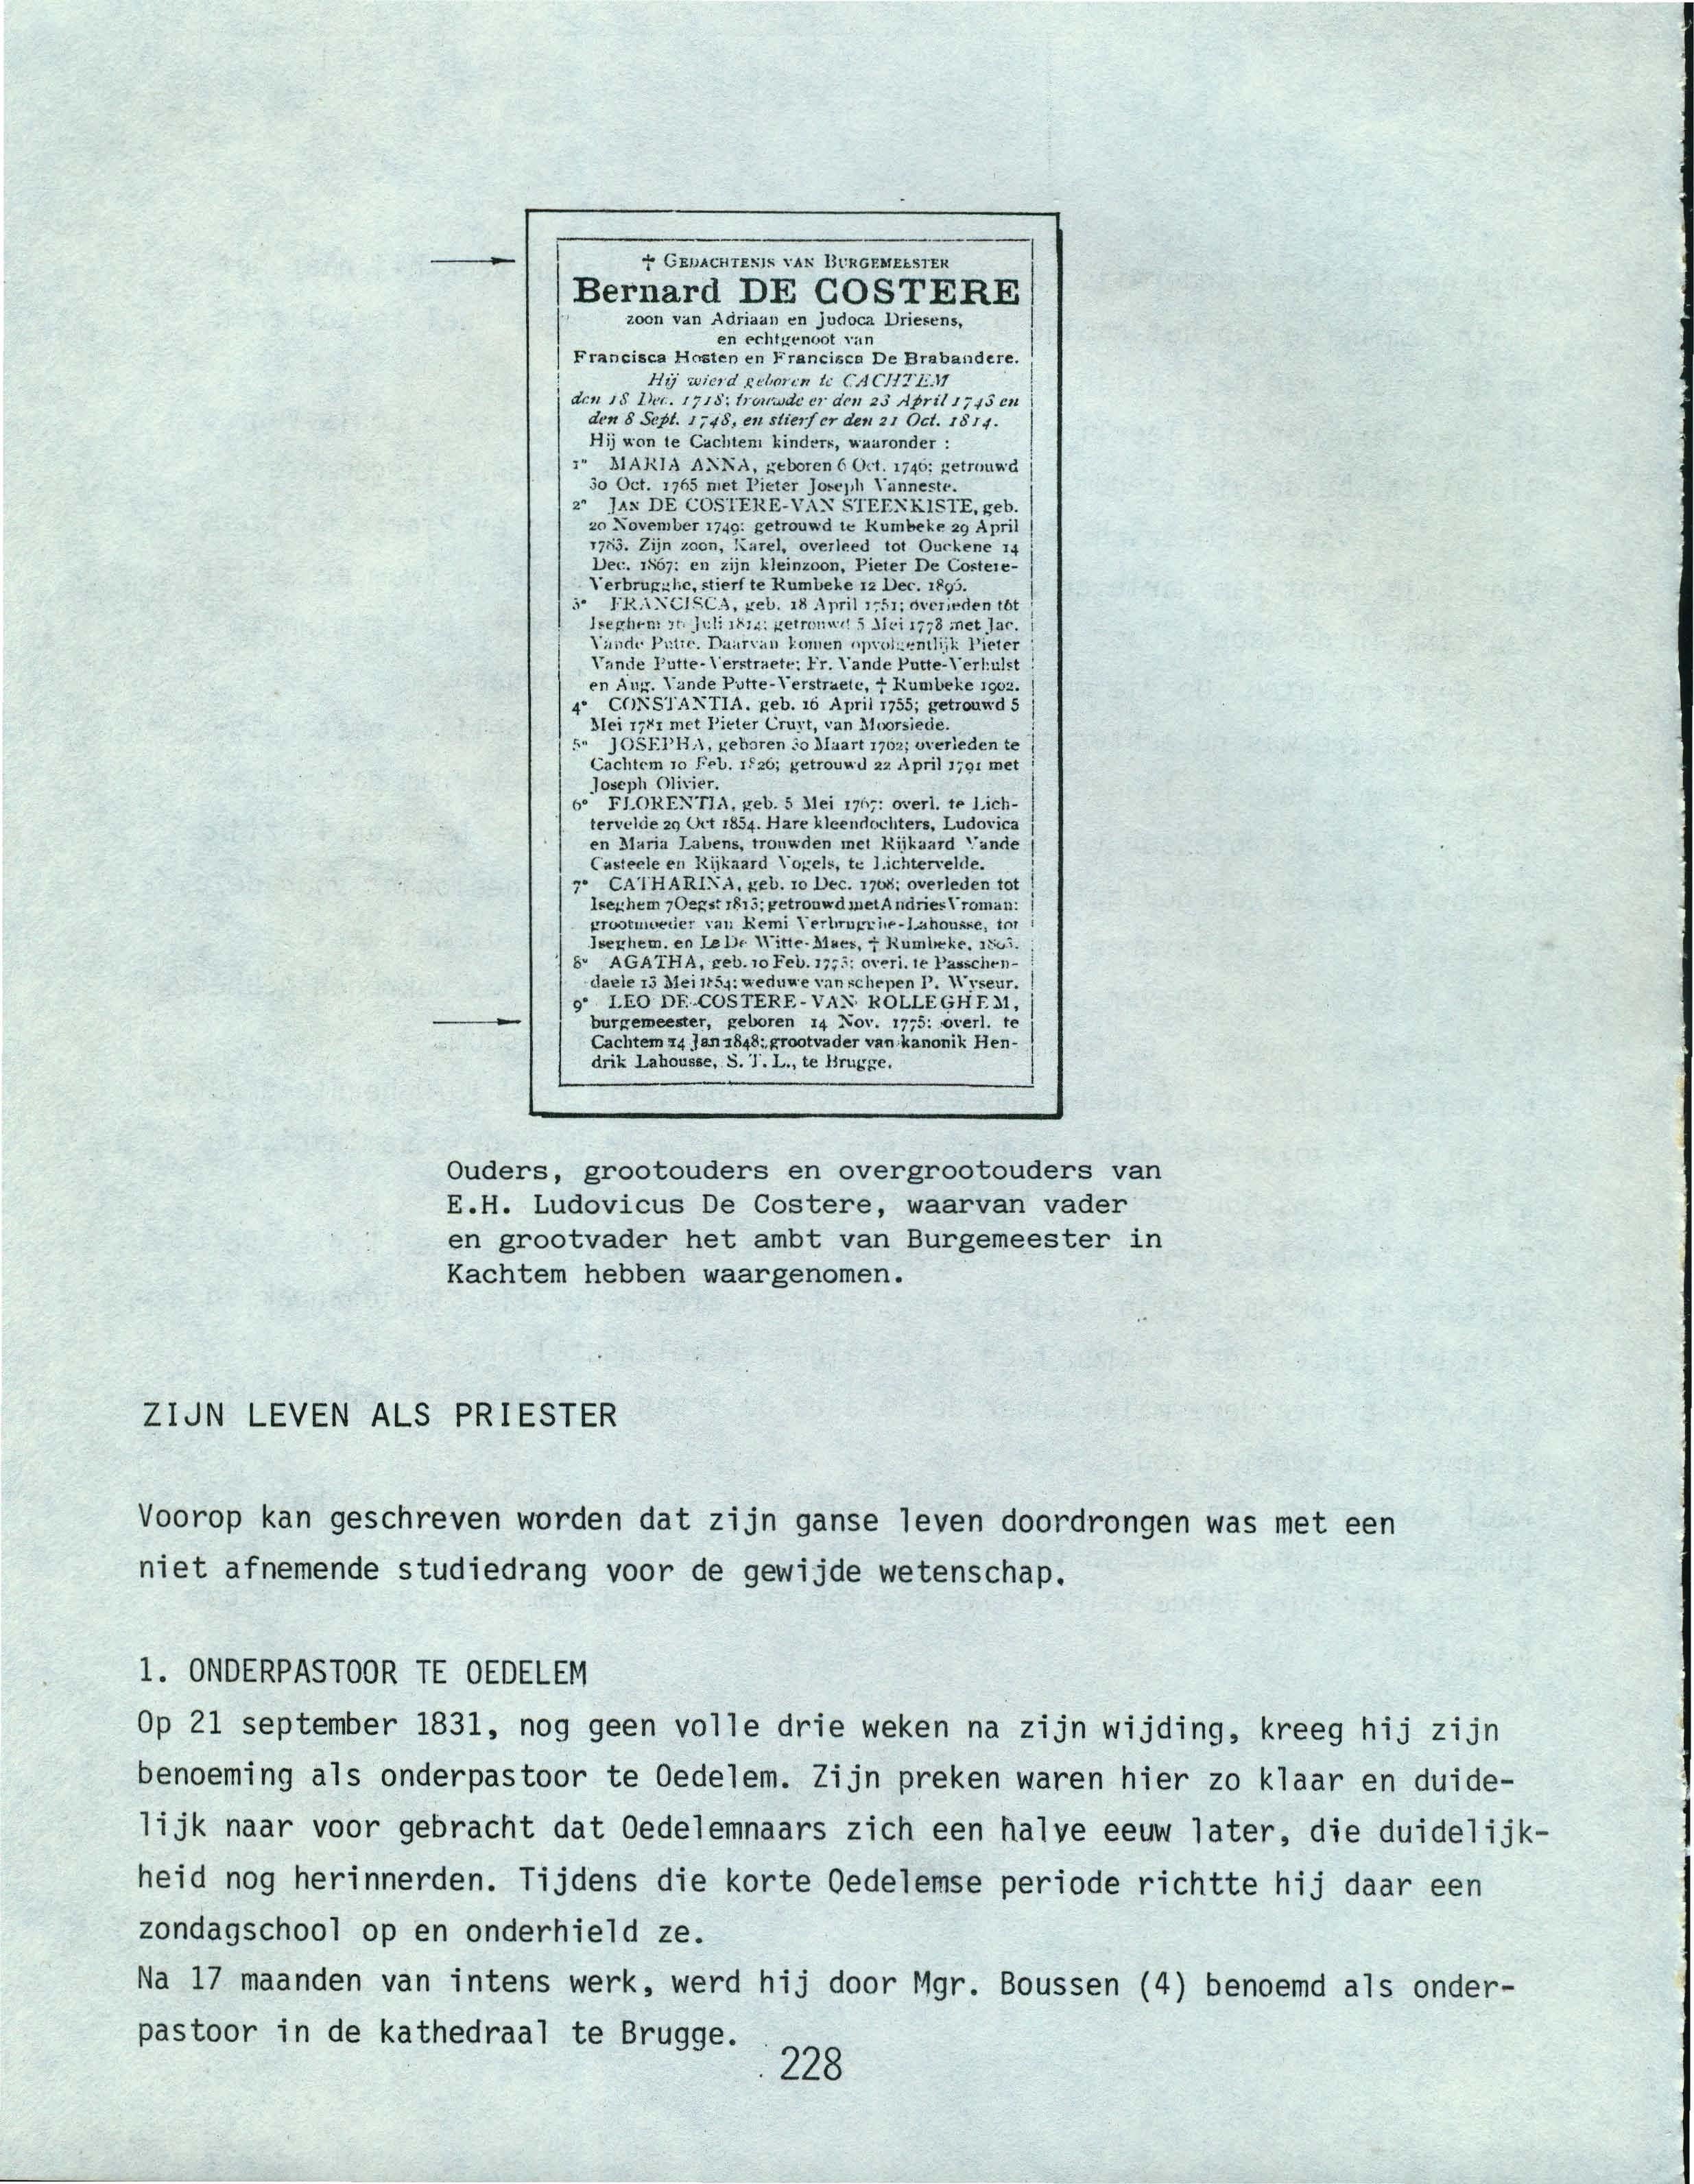 † GEDACHTENIS VAN BURGEMEESTER
Bernard DE COSTERE
zoon van Adriaan en Judoca Driesens,
en echtgenoot van
Francisca Hosten en Francisca De Brabandere.
Hij wierd geboren te CACHTEM
den 18 Dec. 1718; trouwde er den 23 April 1743 en
den 8 Sept. 1748, en stierf er den 21 Oct. 1814.
Hij won te Cachtem kinders, waaronder :
1° MARIA ANNA, geboren 6 Oct. 1746; getrouwd
30 Oct. 1765 met Pieter Joseph Vanneste.
2° JAN DE COSTERE-VAN STEENKISTE, geb.
20 November 1749; getrouwd te Rumbeke 29 April
1783. Zijn zoon, Karel, overleed tot Ouckene 14
Dec. 1867; en zijn kleinzoon, Pieter De Costere-
Verbrugghe, stierf te Rumbeke 12 Dec.
3° FRANCISCA, geb. 18 April 1751; overleden tot
Iseghem Juli 1814; getrouwd 5 Mei 1778 met Jac.
Vande Putte. Daarvan komen opvolgentlijk Pieter
Vande Putte-Verstraete; Fr. Vande Putte-Verhulst
en Aug. Vande Putte-Verstraete, † Rumbeke 1902.
4° CONSTANTIA, geb. 16 April 1755; getrouwd 5
Mei 1781 met Pieter Cruyt, van Moorslede.
5° JOSEPHA, geboren 30 Maart 1762; overleden te
Cachtem 10 Feb. 1826; getrouwd 22 April 1791 met
Joseph Olivier.
6° FLORENTIA, geb. 5 Mei 1767; overl. te Lich-
tervelde 29 Oct 1854. Hare kleendochters, Ludovica
en Maria Labens, trouwden met Rijkaard Vande
Casteele en Rijkaard Vogels, te Lichtervelde.
7° CATHARINA, geb. 10 Dec. 1768; overleden tot
Iseghem 7 Oegst 1813; getrouwd met Andries Vroman;
grootmoeder van Remi Verbrugghe-Lahousse, tot
Iseghem, en Le De Witte-Maes, † Rumbeke,
8° AGATHA, geb. 10 Feb. overl. te Passchen-
daele 13 Mei 1854; weduwe van schepen P. Wyseur.
9° LEO DE COSTERE-VAN ROLLEGHEM,
burgemeester, geboren 14 Nov. 1775; overl. te
Cachtem 14 Jan 1848; grootvader van kanonik Hen-
drik Lahousse, S. T. L., te Brugge.
Ouders, grootouders en overgrootouders van
E.H. Ludovicus De Costere, waarvan vader
en grootvader het ambt van Burgemeester in
Kachtem hebben waargenomen.
ZIJN LEVEN ALS PRIESTER
Voorop kan geschreven worden dat zijn ganse leven doordrongen was met een
niet afnemende studiedrang voor de gewijde wetenschap.
1. ONDERPASTOOR TE OEDELEM
Op 21 september 1831, nog geen volle drie weken na zijn wijding, kreeg hij zijn
benoeming als onderpastoor te Oedelem. Zijn preken waren hier zo klaar en duide-
lijk naar voor gebracht dat Oedelemnaars zich een halve eeuw later, die duidelijk-
heid nog herinnerden. Tijdens die korte Oedelemse periode richtte hij daar een
zondagschool op en onderhield ze.
Na 17 maanden van intens werk, werd hij door Mgr. Boussen (4) benoemd als onder-
pastoor in de kathedraal te Brugge.
228